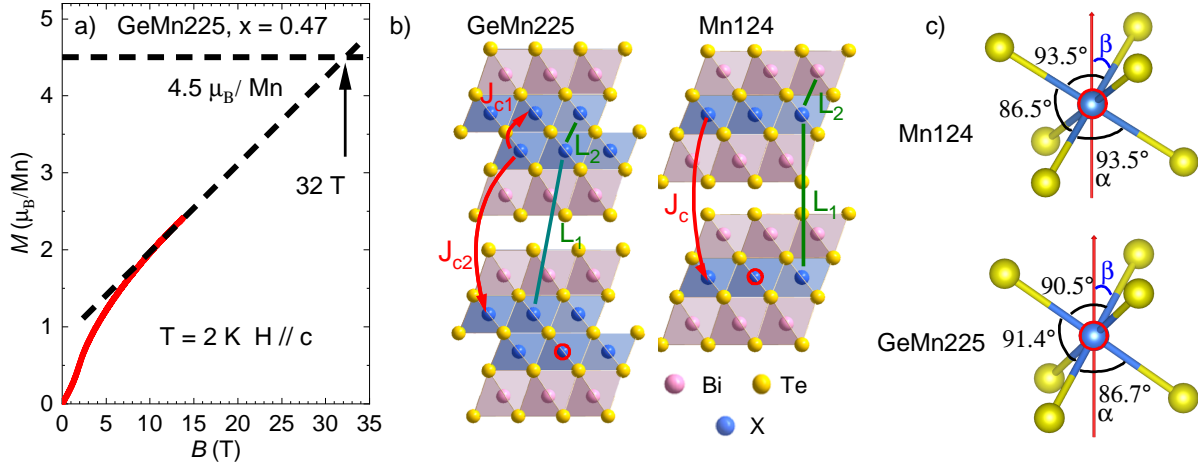 a) GeMn225, x = 0.47
4.5 μB/ Mn
32 T
T = 2 K H // c
M (μB/Mn)
5
4
3
2
1
0
0 5 10 15 20 25 30 35
B (T)
b)
GeMn225
Mn124
Jc1
L2
Jc2
L1
L2
Jc
L1
Bi
Te
X
c)
93.5°
β
86.5°
Mn124
93.5°
α
90.5°
β
91.4°
GeMn225
86.7°
α